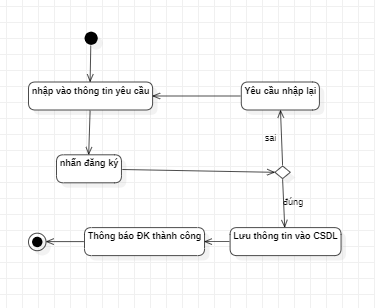 nhập vào thông tin yêu cầu
Yêu cầu nhập lại
sai
nhấn đăng ký
đúng
Thông báo ĐK thành công
Lưu thông tin vào CSDL